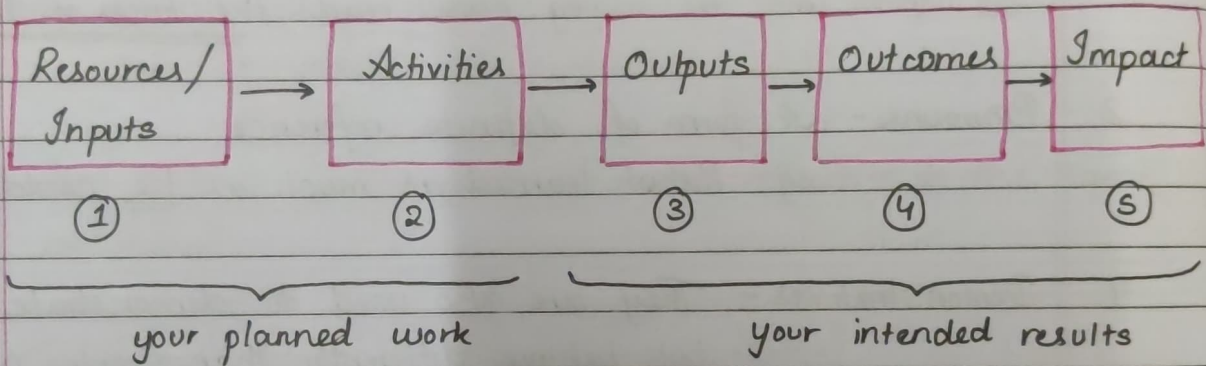 Resources/
Inputs
Activities
Outputs
Outcomes
Impact
1
2
3
4
5
your planned work
your intended results